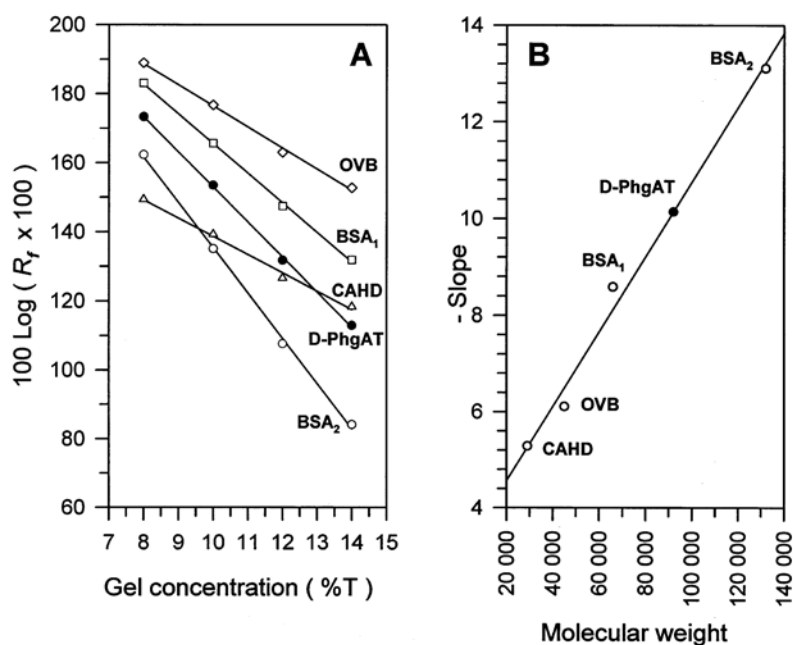 A
100 Log ( R_f x 100 )
200
180
160
140
120
100
80
60
OVB
BSA₁
CAHD
D-PhgAT
BSA₂
7 8 9 10 11 12 13 14 15
Gel concentration ( %T )
B
- Slope
14
12
10
8
6
4
BSA₂
D-PhgAT
BSA₁
OVB
CAHD
20 000
40 000
60 000
80 000
100 000
120 000
140 000
Molecular weight